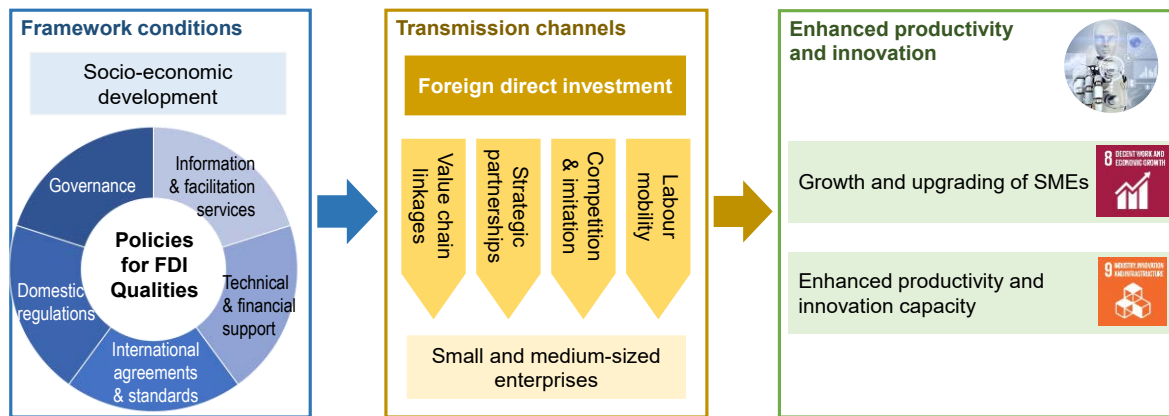 Framework conditions
Socio-economic
development
Governance
Information
& facilitation
services
Policies
for FDI
Qualities
Domestic
regulations
Technical
& financial
support
International
agreements
& standards
Transmission channels
Foreign direct investment
Value chain
linkages
Strategic
partnerships
Competition
& imitation
Labour
mobility
Small and medium-sized
enterprises
Enhanced productivity
and innovation
Growth and upgrading of SMEs
8 DECENT WORK AND
ECONOMIC GROWTH
Enhanced productivity and
innovation capacity
9 INDUSTRY, INNOVATION
AND INFRASTRUCTURE